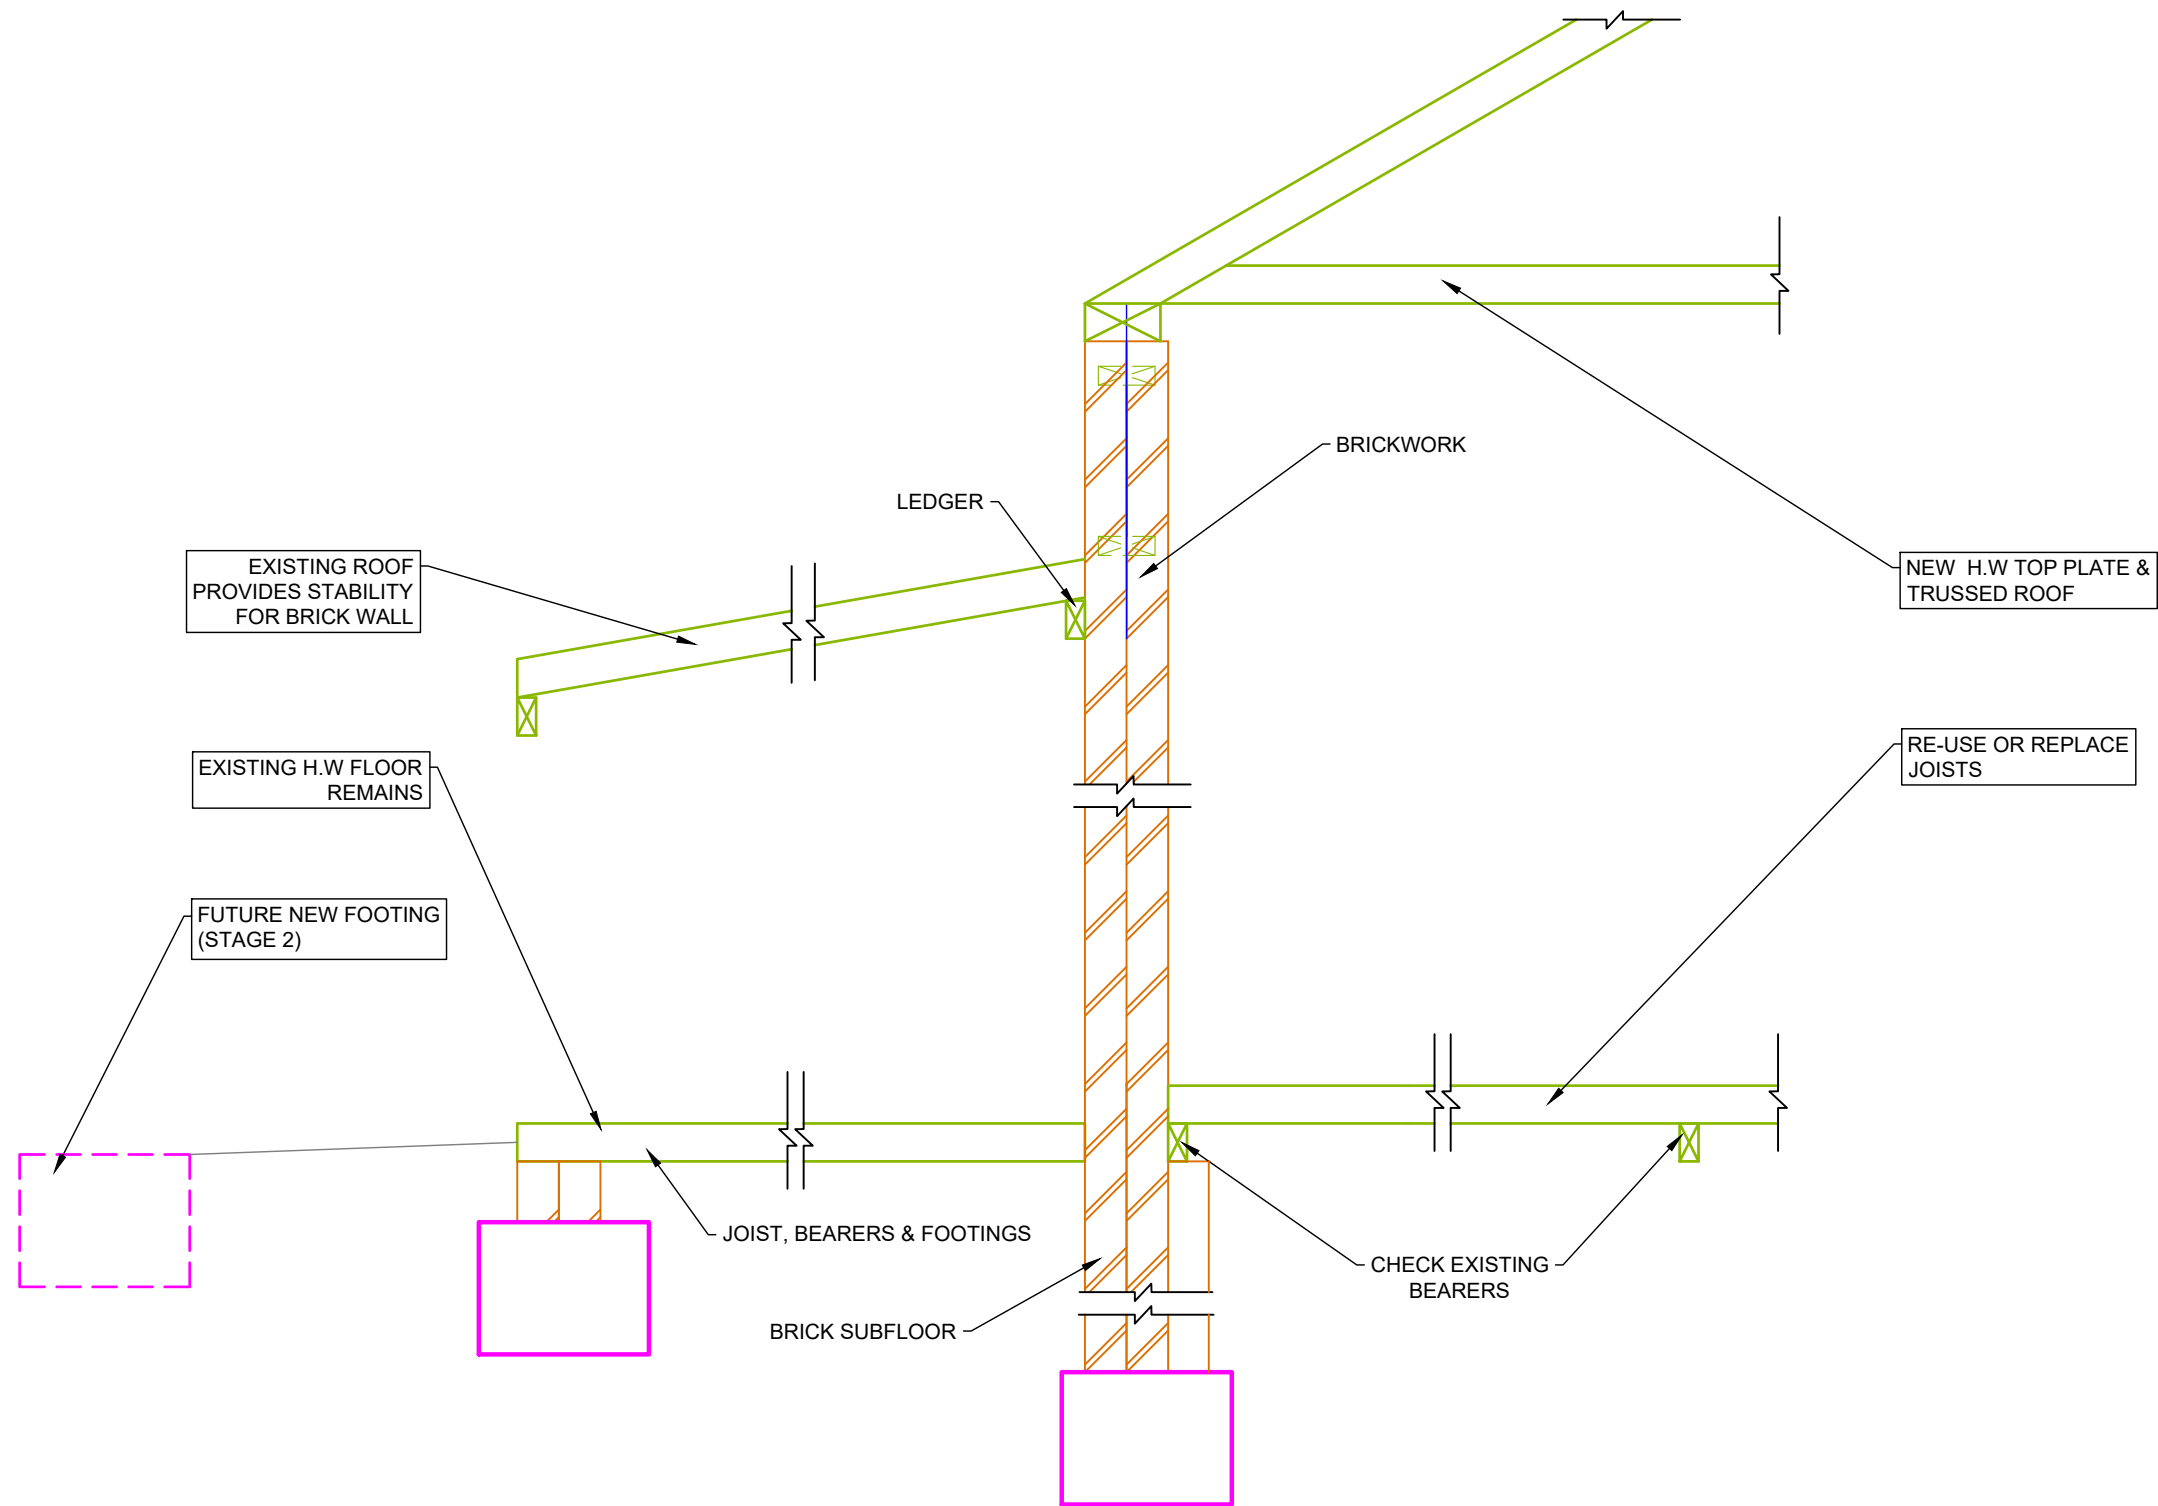 BRICKWORK
LEDGER
EXISTING ROOF
PROVIDES STABILITY
FOR BRICK WALL
NEW  H.W TOP PLATE &
TRUSSED ROOF
EXISTING H.W FLOOR
REMAINS
RE-USE OR REPLACE
JOISTS
FUTURE NEW FOOTING
(STAGE 2)
JOIST, BEARERS & FOOTINGS
CHECK EXISTING
BEARERS
BRICK SUBFLOOR